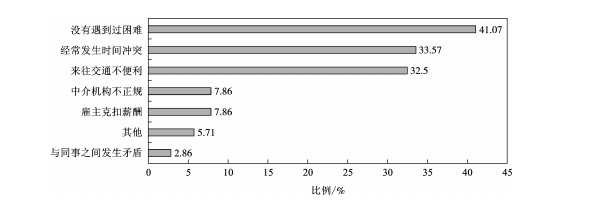 没有遇到过困难 41.07
经常发生时间冲突 33.57
来往交通不便利 32.5
中介机构不正规 7.86
雇主克扣薪酬 7.86
其他 5.71
与同事之间发生矛盾 2.86
0 5 10 15 20 25 30 35 40 45
比例/%